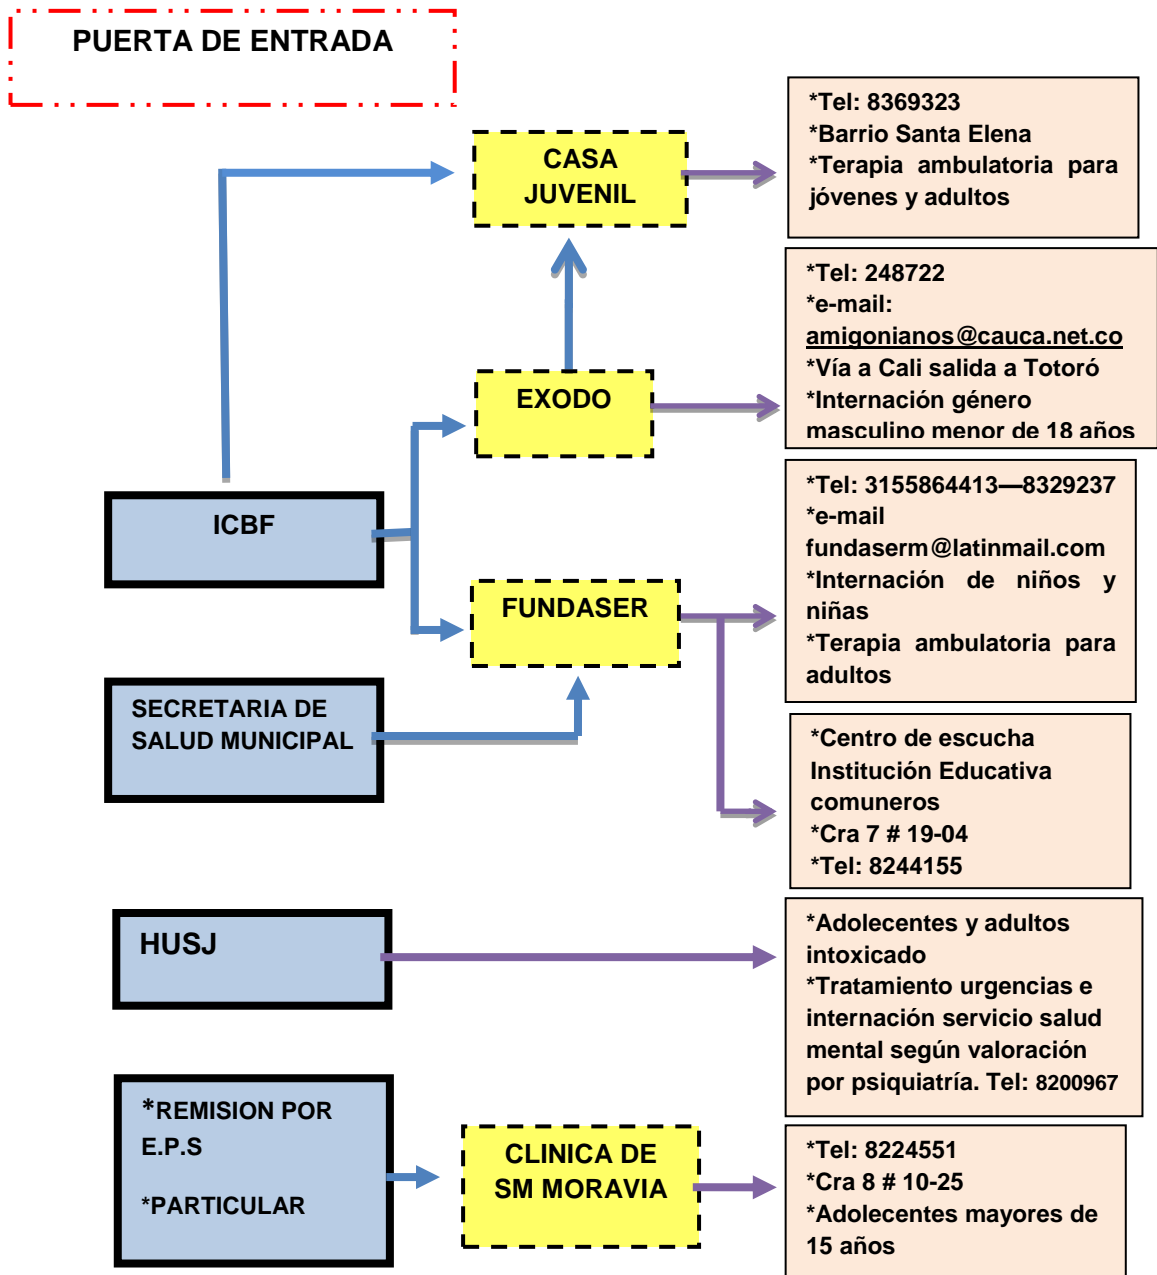 PUERTA DE ENTRADA
CASA
JUVENIL
*Tel: 8369323
*Barrio Santa Elena
*Terapia ambulatoria para
jóvenes y adultos
EXODO
*Tel: 248722
*e-mail:
amigonianos@cauca.net.co
*Vía a Cali salida a Totoró
*Internación género
masculino menor de 18 años
ICBF
FUNDASER
*Tel: 3155864413—8329237
*e-mail
fundaserm@latinmail.com
*Internación de niños y
niñas
*Terapia ambulatoria para
adultos
SECRETARIA DE
SALUD MUNICIPAL
*Centro de escucha
Institución Educativa
comuneros
*Cra 7 # 19-04
*Tel: 8244155
HUSJ
*Adolecentes y adultos
intoxicado
*Tratamiento urgencias e
internación servicio salud
mental según valoración
por psiquiatría. Tel: 8200967
*REMISION POR
E.P.S
*PARTICULAR
CLINICA DE
SM MORAVIA
*Tel: 8224551
*Cra 8 # 10-25
*Adolecentes mayores de
15 años